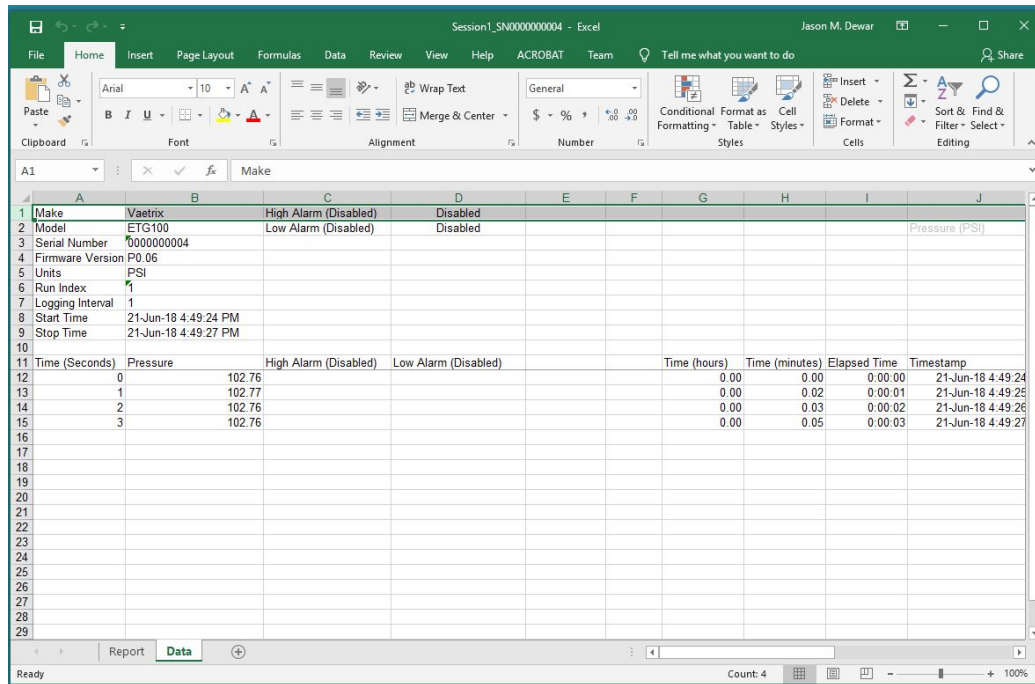 Session1_SN0000000004 - Excel Jason M. Dewar
File Home Insert Page Layout Formulas Data Review View Help ACROBAT Team Tell me what you want to do Share
Paste
Arial 10 A A
B I U A
Wrap Text
Merge & Center
General
$ % , .0 .00 .00 .0
Conditional Formatting Format as Table Cell Styles
Insert
Delete
Format
Sort & Filter Find & Select
Clipboard Font Alignment Number Styles Cells Editing
A1 fx Make
A B C D E F G H I J
1 Make Vaetrix High Alarm (Disabled) Disabled
2 Model ETG100 Low Alarm (Disabled) Disabled Pressure (PSI)
3 Serial Number 0000000004
4 Firmware Version P0.06
5 Units PSI
6 Run Index 1
7 Logging Interval 1
8 Start Time 21-Jun-18 4:49:24 PM
9 Stop Time 21-Jun-18 4:49:27 PM
10
11 Time (Seconds) Pressure High Alarm (Disabled) Low Alarm (Disabled) Time (hours) Time (minutes) Elapsed Time Timestamp
12 0 102.76 0.00 0.00 0:00:00 21-Jun-18 4:49:24
13 1 102.77 0.00 0.02 0:00:01 21-Jun-18 4:49:25
14 2 102.76 0.00 0.03 0:00:02 21-Jun-18 4:49:26
15 3 102.76 0.00 0.05 0:00:03 21-Jun-18 4:49:27
16
17
18
19
20
21
22
23
24
25
26
27
28
29
Report Data
Ready Count: 4 100%